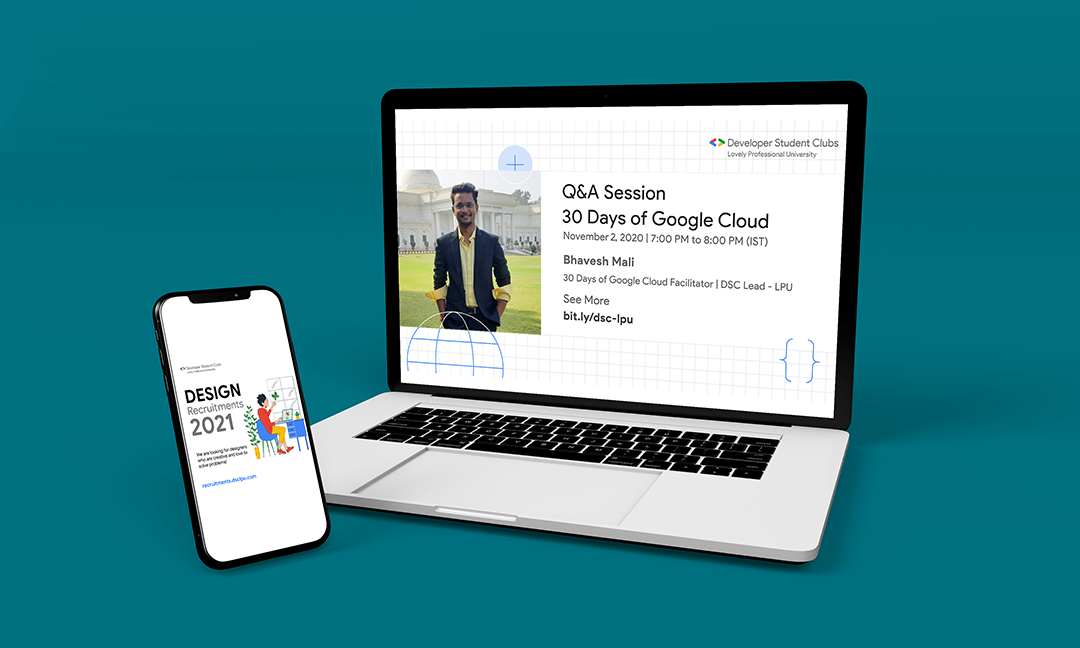 Developer Student Clubs
Lovely Professional University
Q&A Session
30 Days of Google Cloud
November 2, 2020 | 7:00 PM to 8:00 PM (IST)
Bhavesh Mali
30 Days of Google Cloud Facilitator | DSC Lead - LPU
See More
bit.ly/dsc-lpu
Developer Student Clubs
Lovely Professional University
DESIGN
Recruitments
2021
We are looking for designers
who are creative and love to
solve problems!
recruitments.dsclpu.com